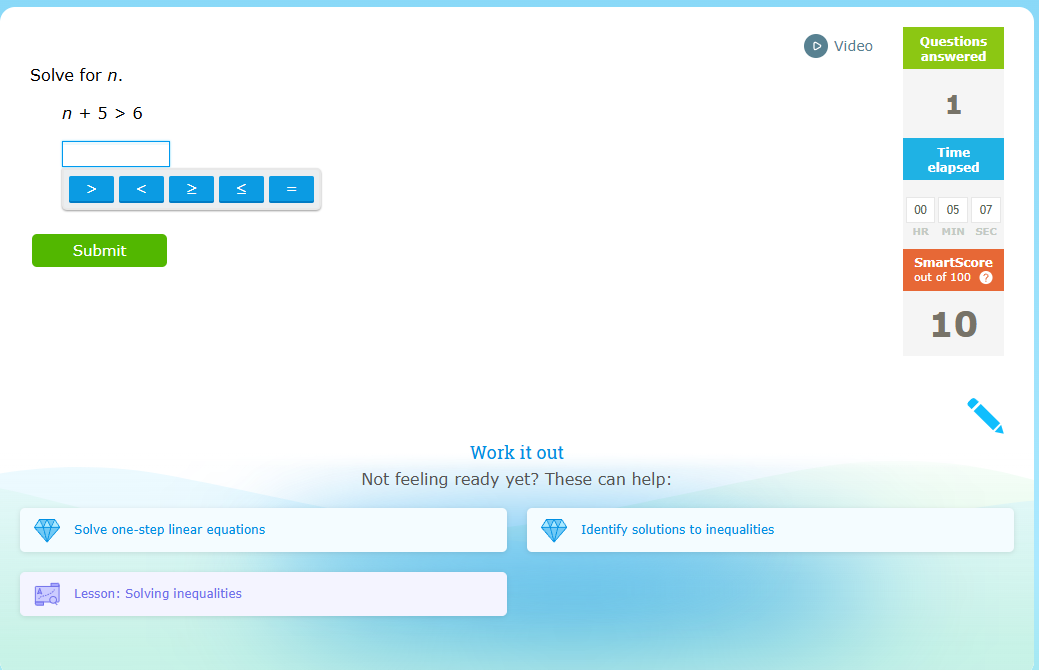 Video
Solve for n.
n + 5 > 6
> < ≥ ≤ =
Submit
Questions
answered
1
Time
elapsed
00 05 07
HR MIN SEC
SmartScore
out of 100 ?
10
Work it out
Not feeling ready yet? These can help:
Solve one-step linear equations
Identify solutions to inequalities
Lesson: Solving inequalities